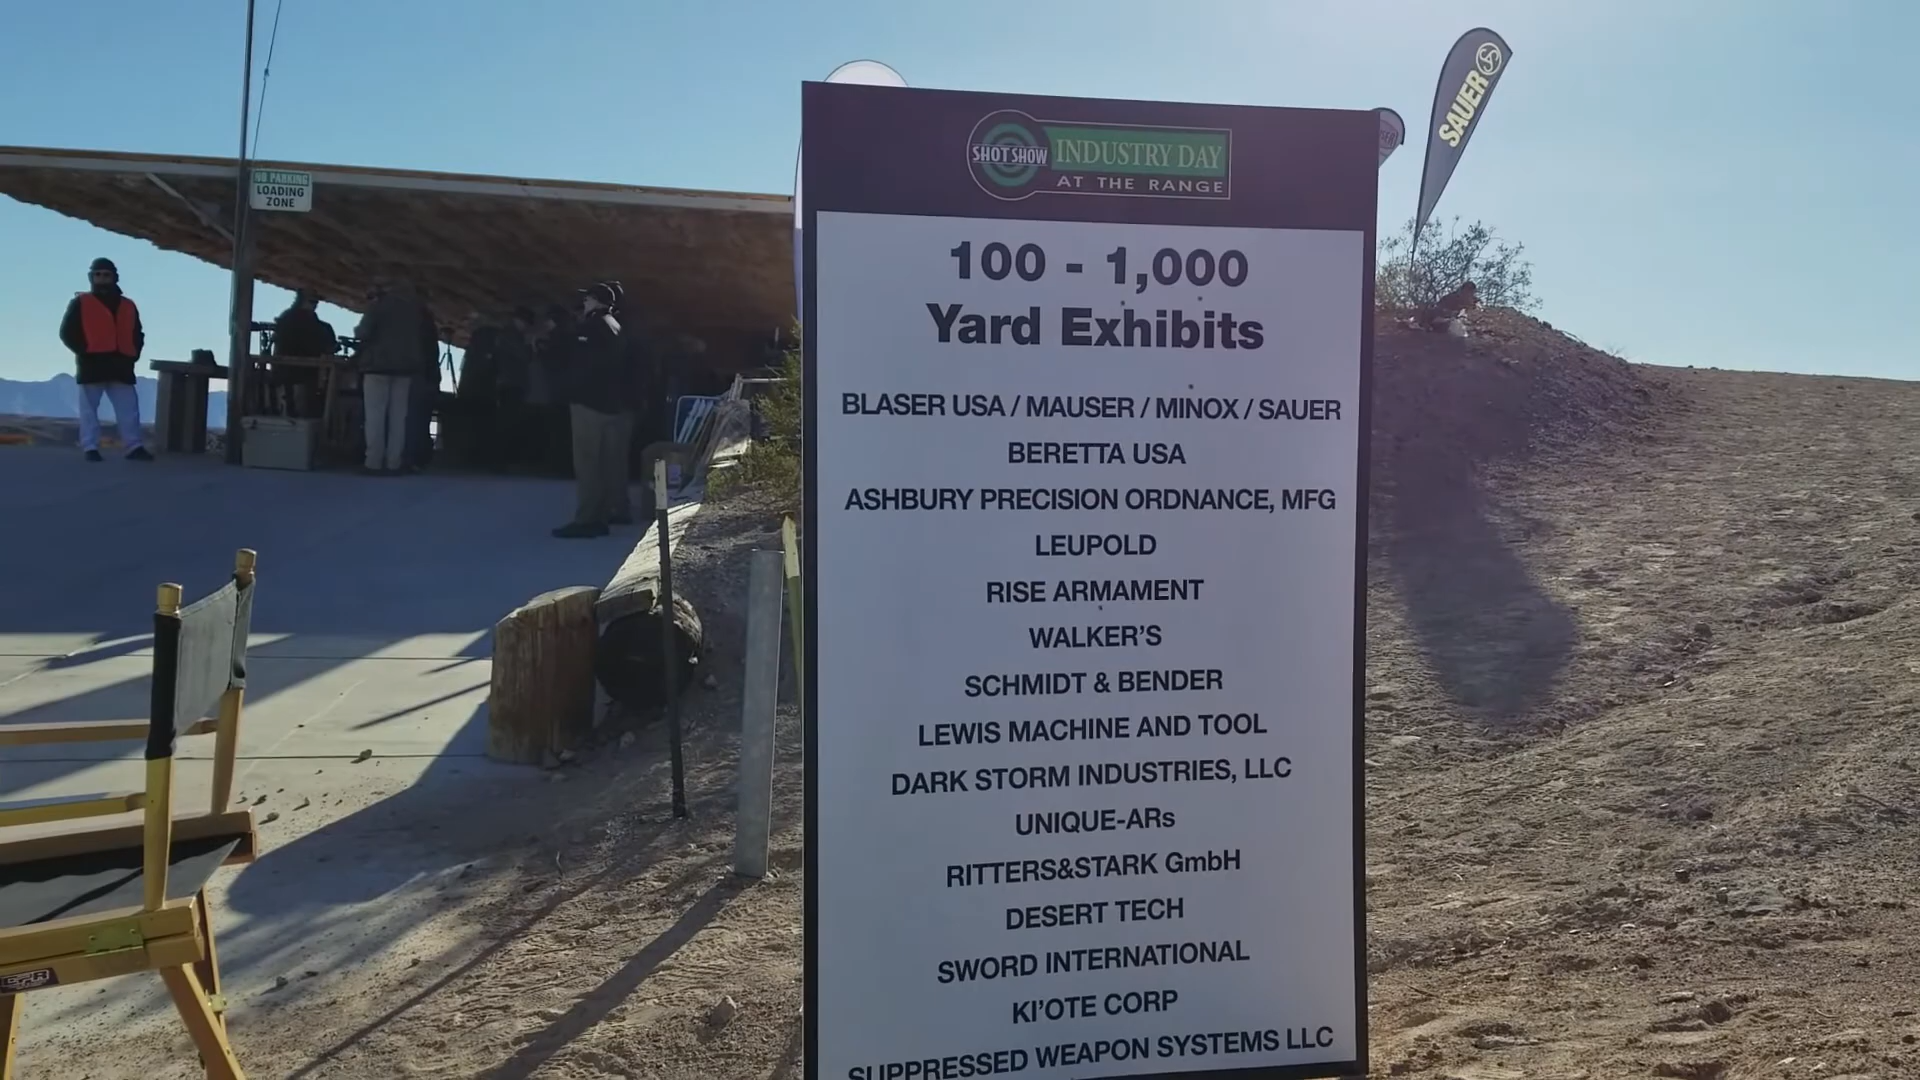 SAUER
NO PARKING
LOADING
ZONE
SHOT SHOW INDUSTRY DAY
AT THE RANGE
100 - 1,000
Yard Exhibits
BLASER USA / MAUSER / MINOX / SAUER
BERETTA USA
ASHBURY PRECISION ORDNANCE, MFG
LEUPOLD
RISE ARMAMENT
WALKER'S
SCHMIDT & BENDER
LEWIS MACHINE AND TOOL
DARK STORM INDUSTRIES, LLC
UNIQUE-ARs
RITTERS&STARK GmbH
DESERT TECH
SWORD INTERNATIONAL
KI'OTE CORP
SUPPRESSED WEAPON SYSTEMS LLC